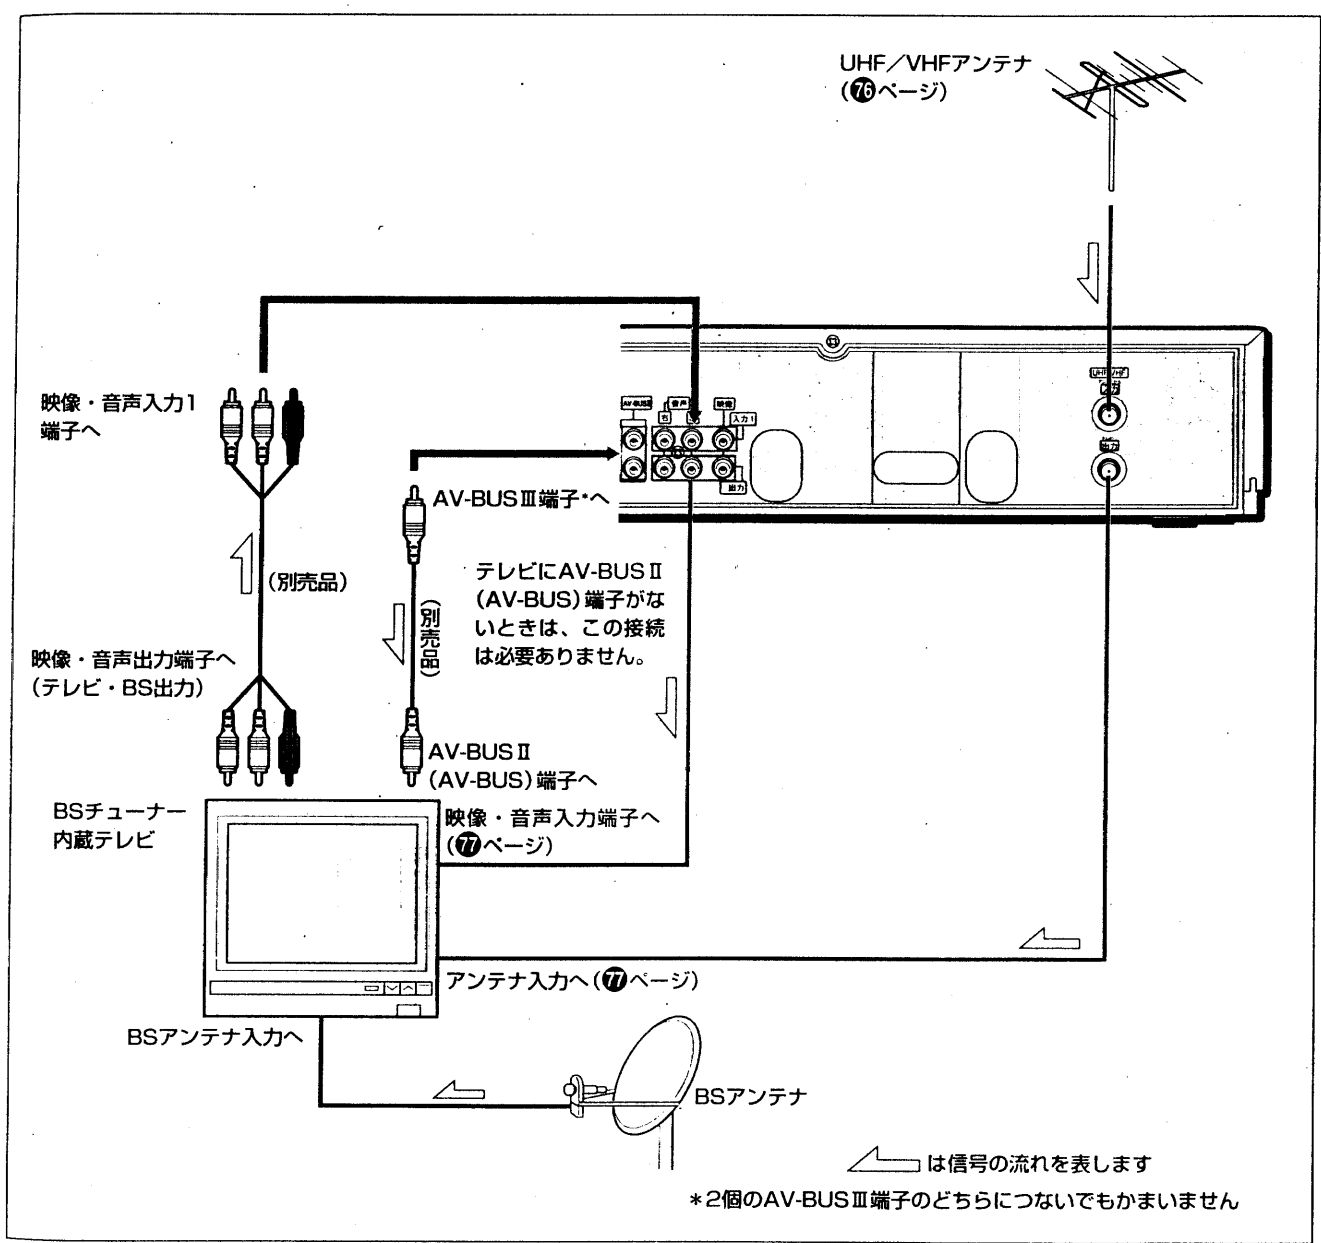 UHF／VHFアンテナ
（76ページ）
UHF/VHF
入力
出力
映像・音声入力1
端子へ
AV-BUSⅢ
音声
右
映像
入力1
出力
AV-BUSⅢ端子*へ
（別売品）
（別売品）
テレビにAV-BUSⅡ
（AV-BUS）端子がな
いときは、この接続
は必要ありません。
映像・音声出力端子へ
（テレビ・BS出力）
AV-BUSⅡ
（AV-BUS）端子へ
BSチューナー
内蔵テレビ
映像・音声入力端子へ
（77ページ）
アンテナ入力へ（77ページ）
BSアンテナ入力へ
BSアンテナ
は信号の流れを表します
*2個のAV-BUSⅢ端子のどちらにつないでもかまいません